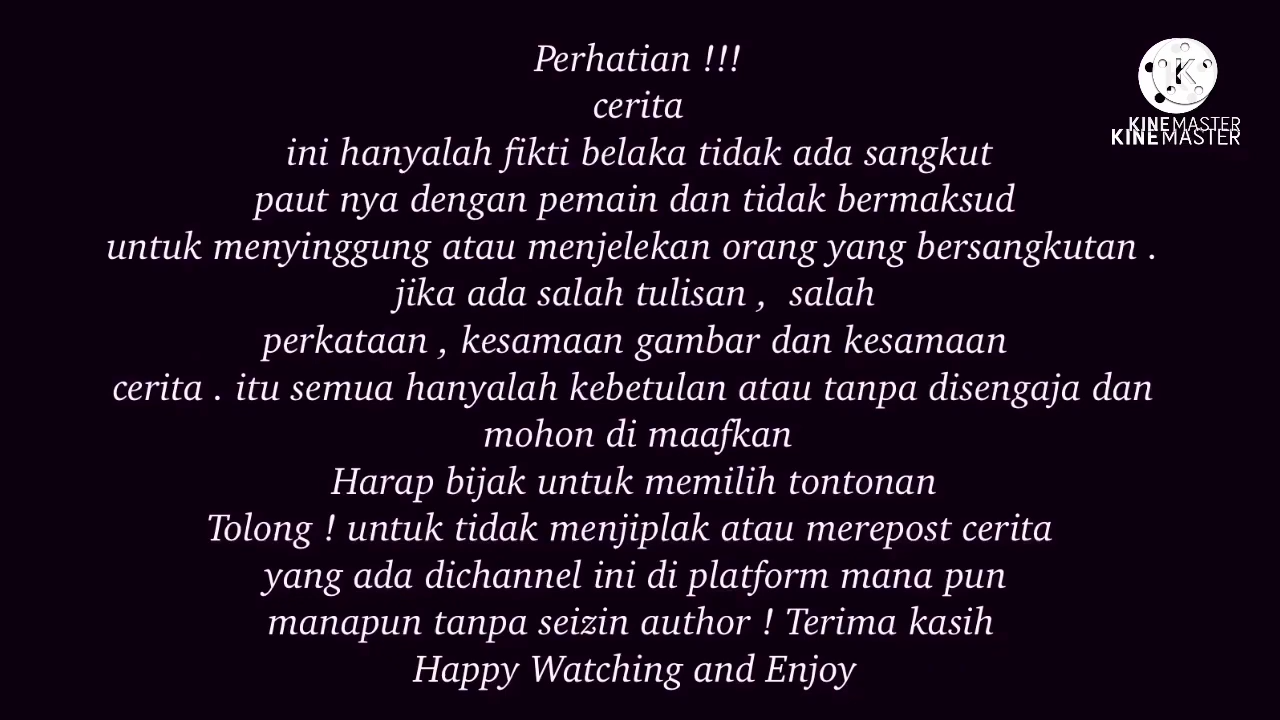 Perhatian !!!
cerita
ini hanyalah fikti belaka tidak ada sangkut
paut nya dengan pemain dan tidak bermaksud
untuk menyinggung atau menjelekan orang yang bersangkutan .
jika ada salah tulisan , salah
perkataan , kesamaan gambar dan kesamaan
cerita . itu semua hanyalah kebetulan atau tanpa disengaja dan
mohon di maafkan
Harap bijak untuk memilih tontonan
Tolong ! untuk tidak menjiplak atau merepost cerita
yang ada dichannel ini di platform mana pun
manapun tanpa seizin author ! Terima kasih
Happy Watching and Enjoy
K
KINEMASTER
KINEMASTER